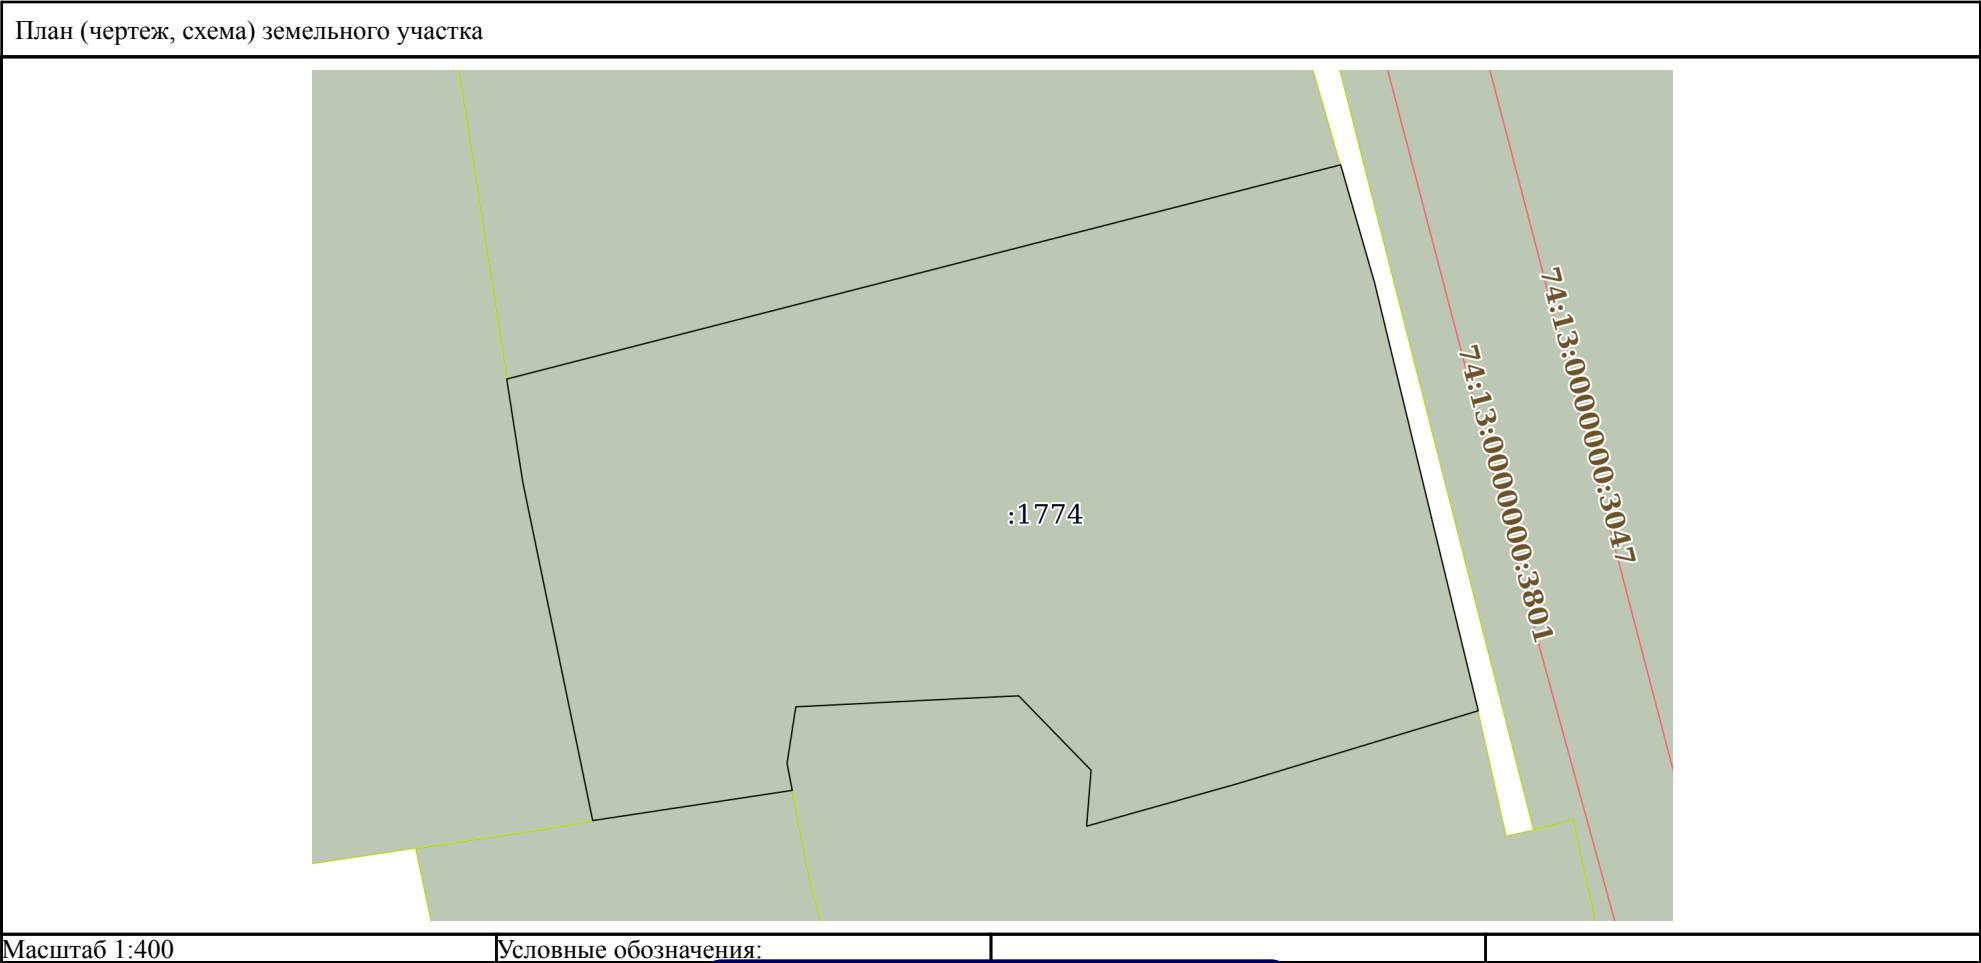 План (чертеж, схема) земельного участка
74:13:0000000:3047
74:13:0000000:3801
:1774
Масштаб 1:400
Условные обозначения: